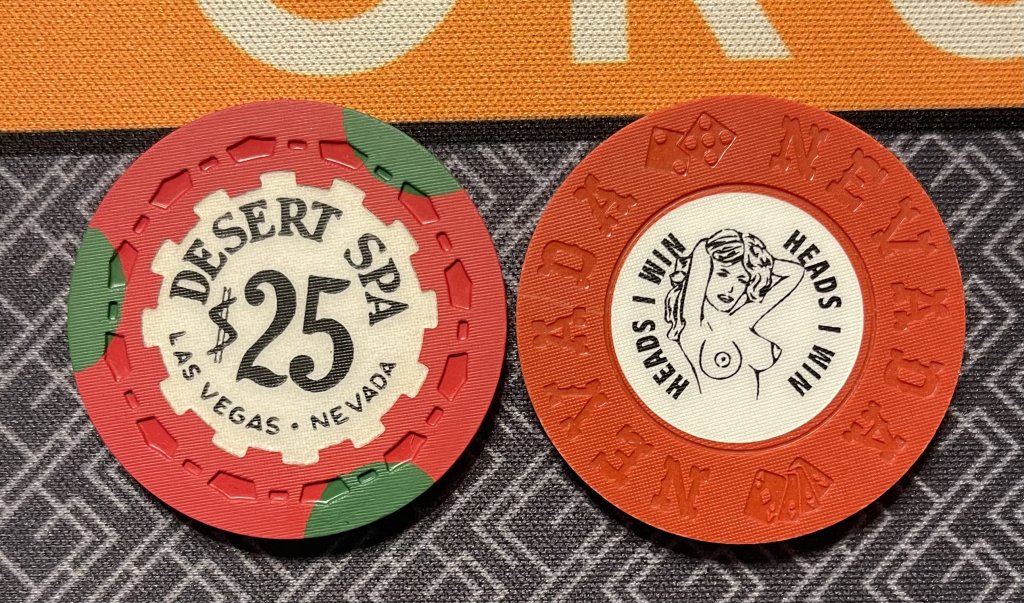 DESERT SPA
$25
LAS VEGAS • NEVADA
NEVADA
HEADS I WIN
HEADS I WIN
NEVADA